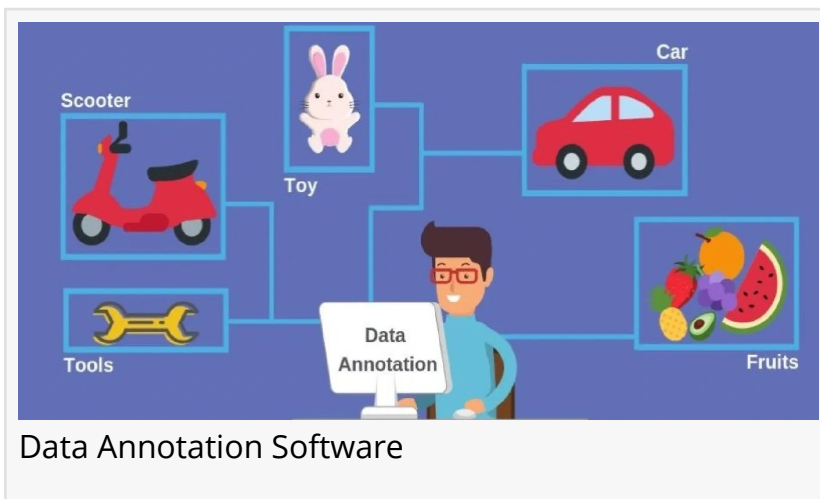 Car
Scooter
Toy
Data
Annotation
Tools
Fruits
Data Annotation Software